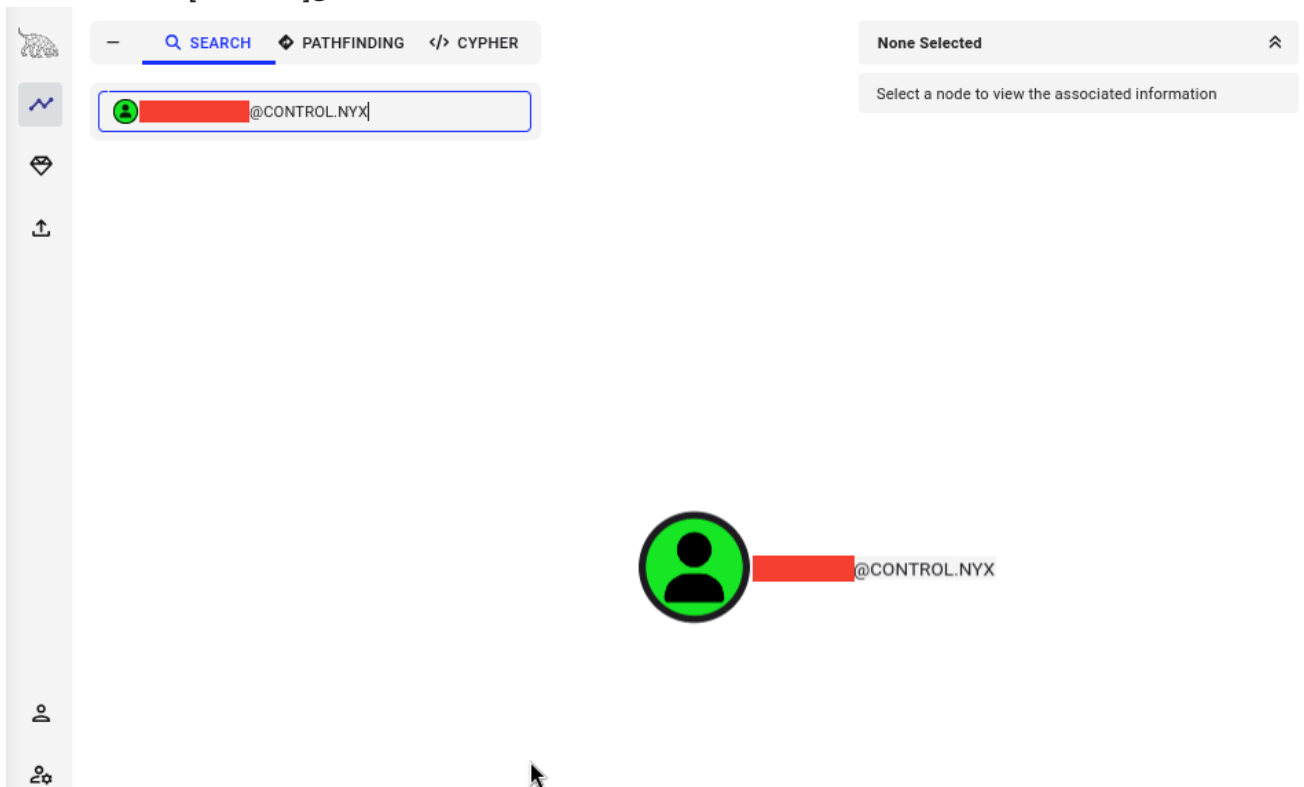 SEARCH PATHFINDING </> CYPHER
None Selected
@CONTROL.NYX
Select a node to view the associated information
@CONTROL.NYX